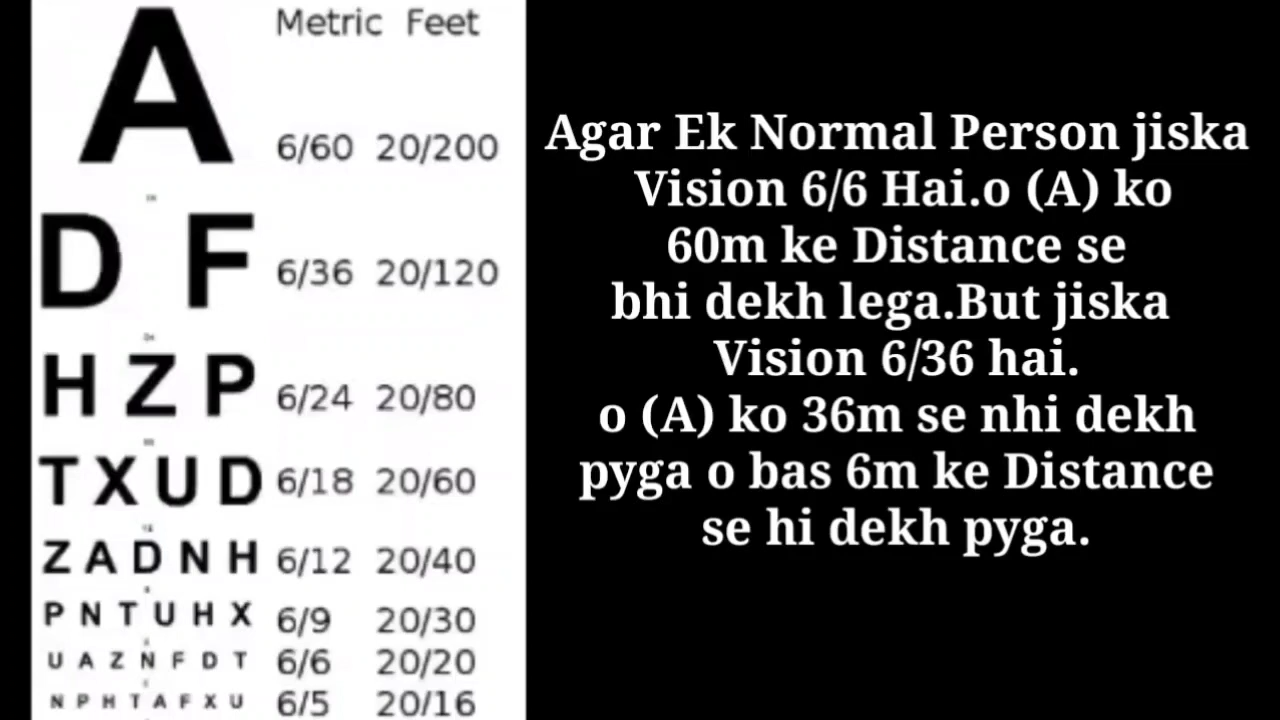 Metric Feet
A 6/60 20/200
D F 6/36 20/120
H Z P 6/24 20/80
T X U D 6/18 20/60
Z A D N H 6/12 20/40
P N T U H X 6/9 20/30
U A Z N F D T 6/6 20/20
N P H T A F X U 6/5 20/16
Agar Ek Normal Person jiska
Vision 6/6 Hai.o (A) ko
60m ke Distance se
bhi dekh lega.But jiska
Vision 6/36 hai.
o (A) ko 36m se nhi dekh
pyga o bas 6m ke Distance
se hi dekh pyga.